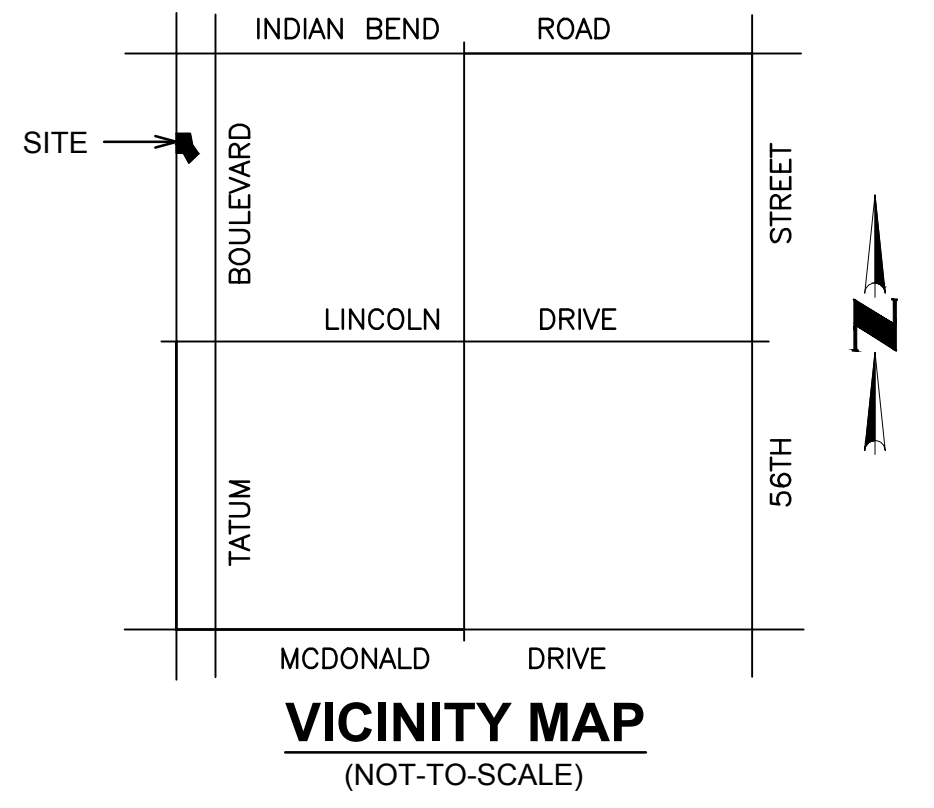 INDIAN BEND ROAD
SITE
BOULEVARD
STREET
N
LINCOLN DRIVE
TATUM
56TH
MCDONALD DRIVE
VICINITY MAP
(NOT-TO-SCALE)